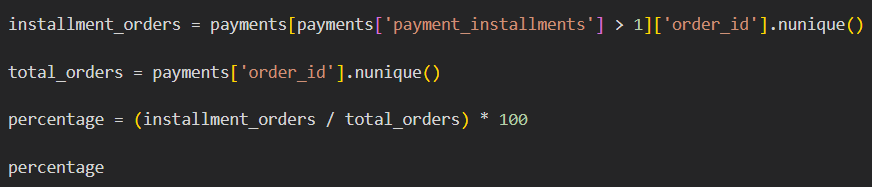 installment_orders = payments[payments['payment_installments'] > 1]['order_id'].nunique()
total_orders = payments['order_id'].nunique()
percentage = (installment_orders / total_orders) * 100
percentage